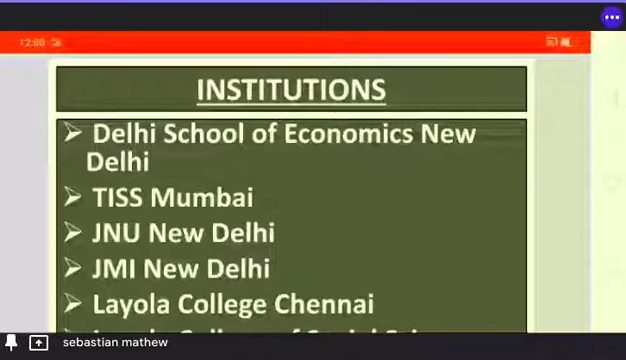 12:00
INSTITUTIONS
➢ Delhi School of Economics New
Delhi
➢ TISS Mumbai
➢ JNU New Delhi
➢ JMI New Delhi
➢ Layola College Chennai
sebastian mathew